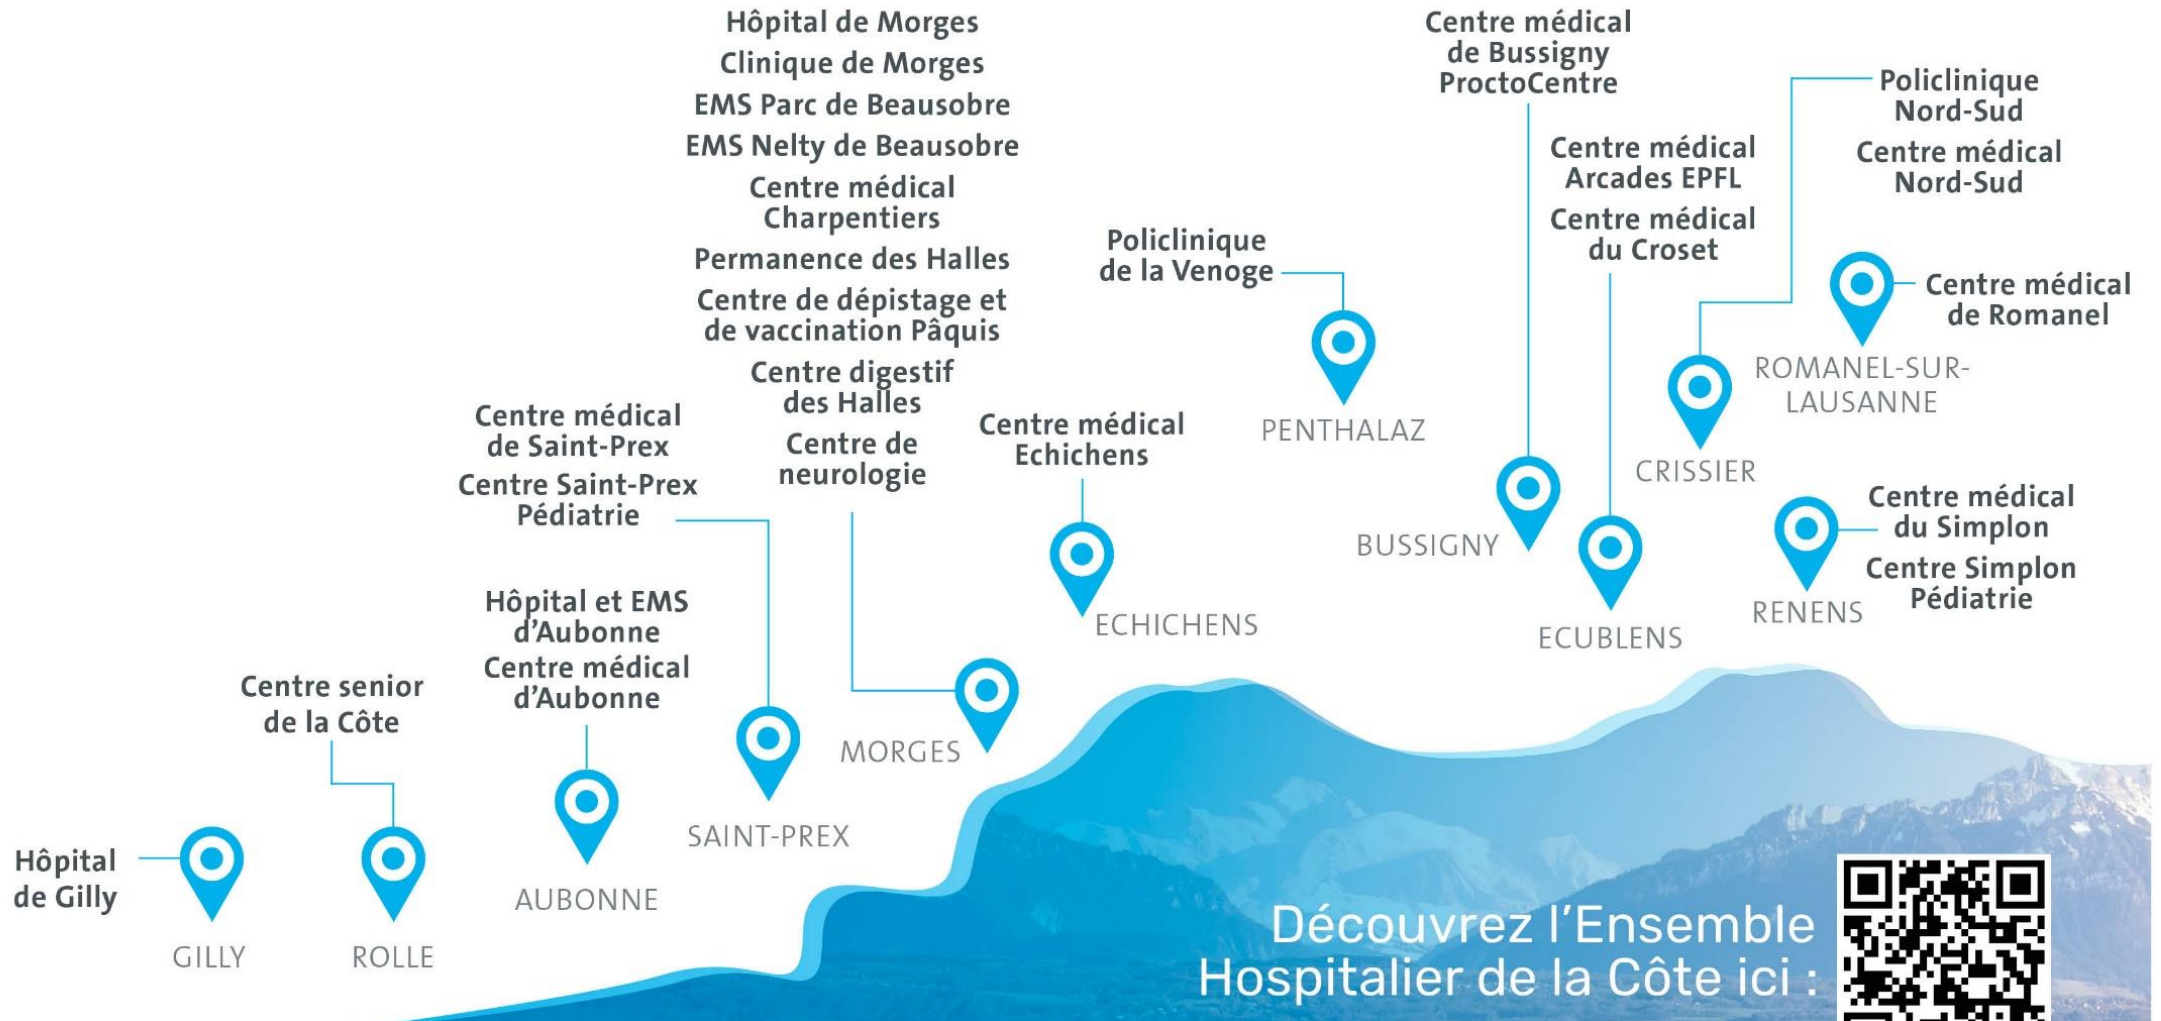 Hôpital de Morges
Clinique de Morges
EMS Parc de Beausobre
EMS Nelty de Beausobre
Centre médical
Charpentiers
Permanence des Halles
Centre de dépistage et
de vaccination Pâquis
Centre digestif
des Halles
Centre de
neurologie
MORGES
Centre médical
de Bussigny
ProctoCentre
BUSSIGNY
Policlinique
Nord-Sud
Centre médical
Nord-Sud
CRISSIER
Centre médical
Arcades EPFL
Centre médical
du Croset
ECUBLENS
Policlinique
de la Venoge
PENTHALAZ
Centre médical
de Romanel
ROMANEL-SUR-
LAUSANNE
Centre médical
de Saint-Prex
Centre Saint-Prex
Pédiatrie
SAINT-PREX
Centre médical
Echichens
ECHICHENS
Centre médical
du Simplon
Centre Simplon
Pédiatrie
RENENS
Hôpital et EMS
d'Aubonne
Centre médical
d'Aubonne
AUBONNE
Centre senior
de la Côte
ROLLE
Hôpital
de Gilly
GILLY
Découvrez l'Ensemble
Hospitalier de la Côte ici :